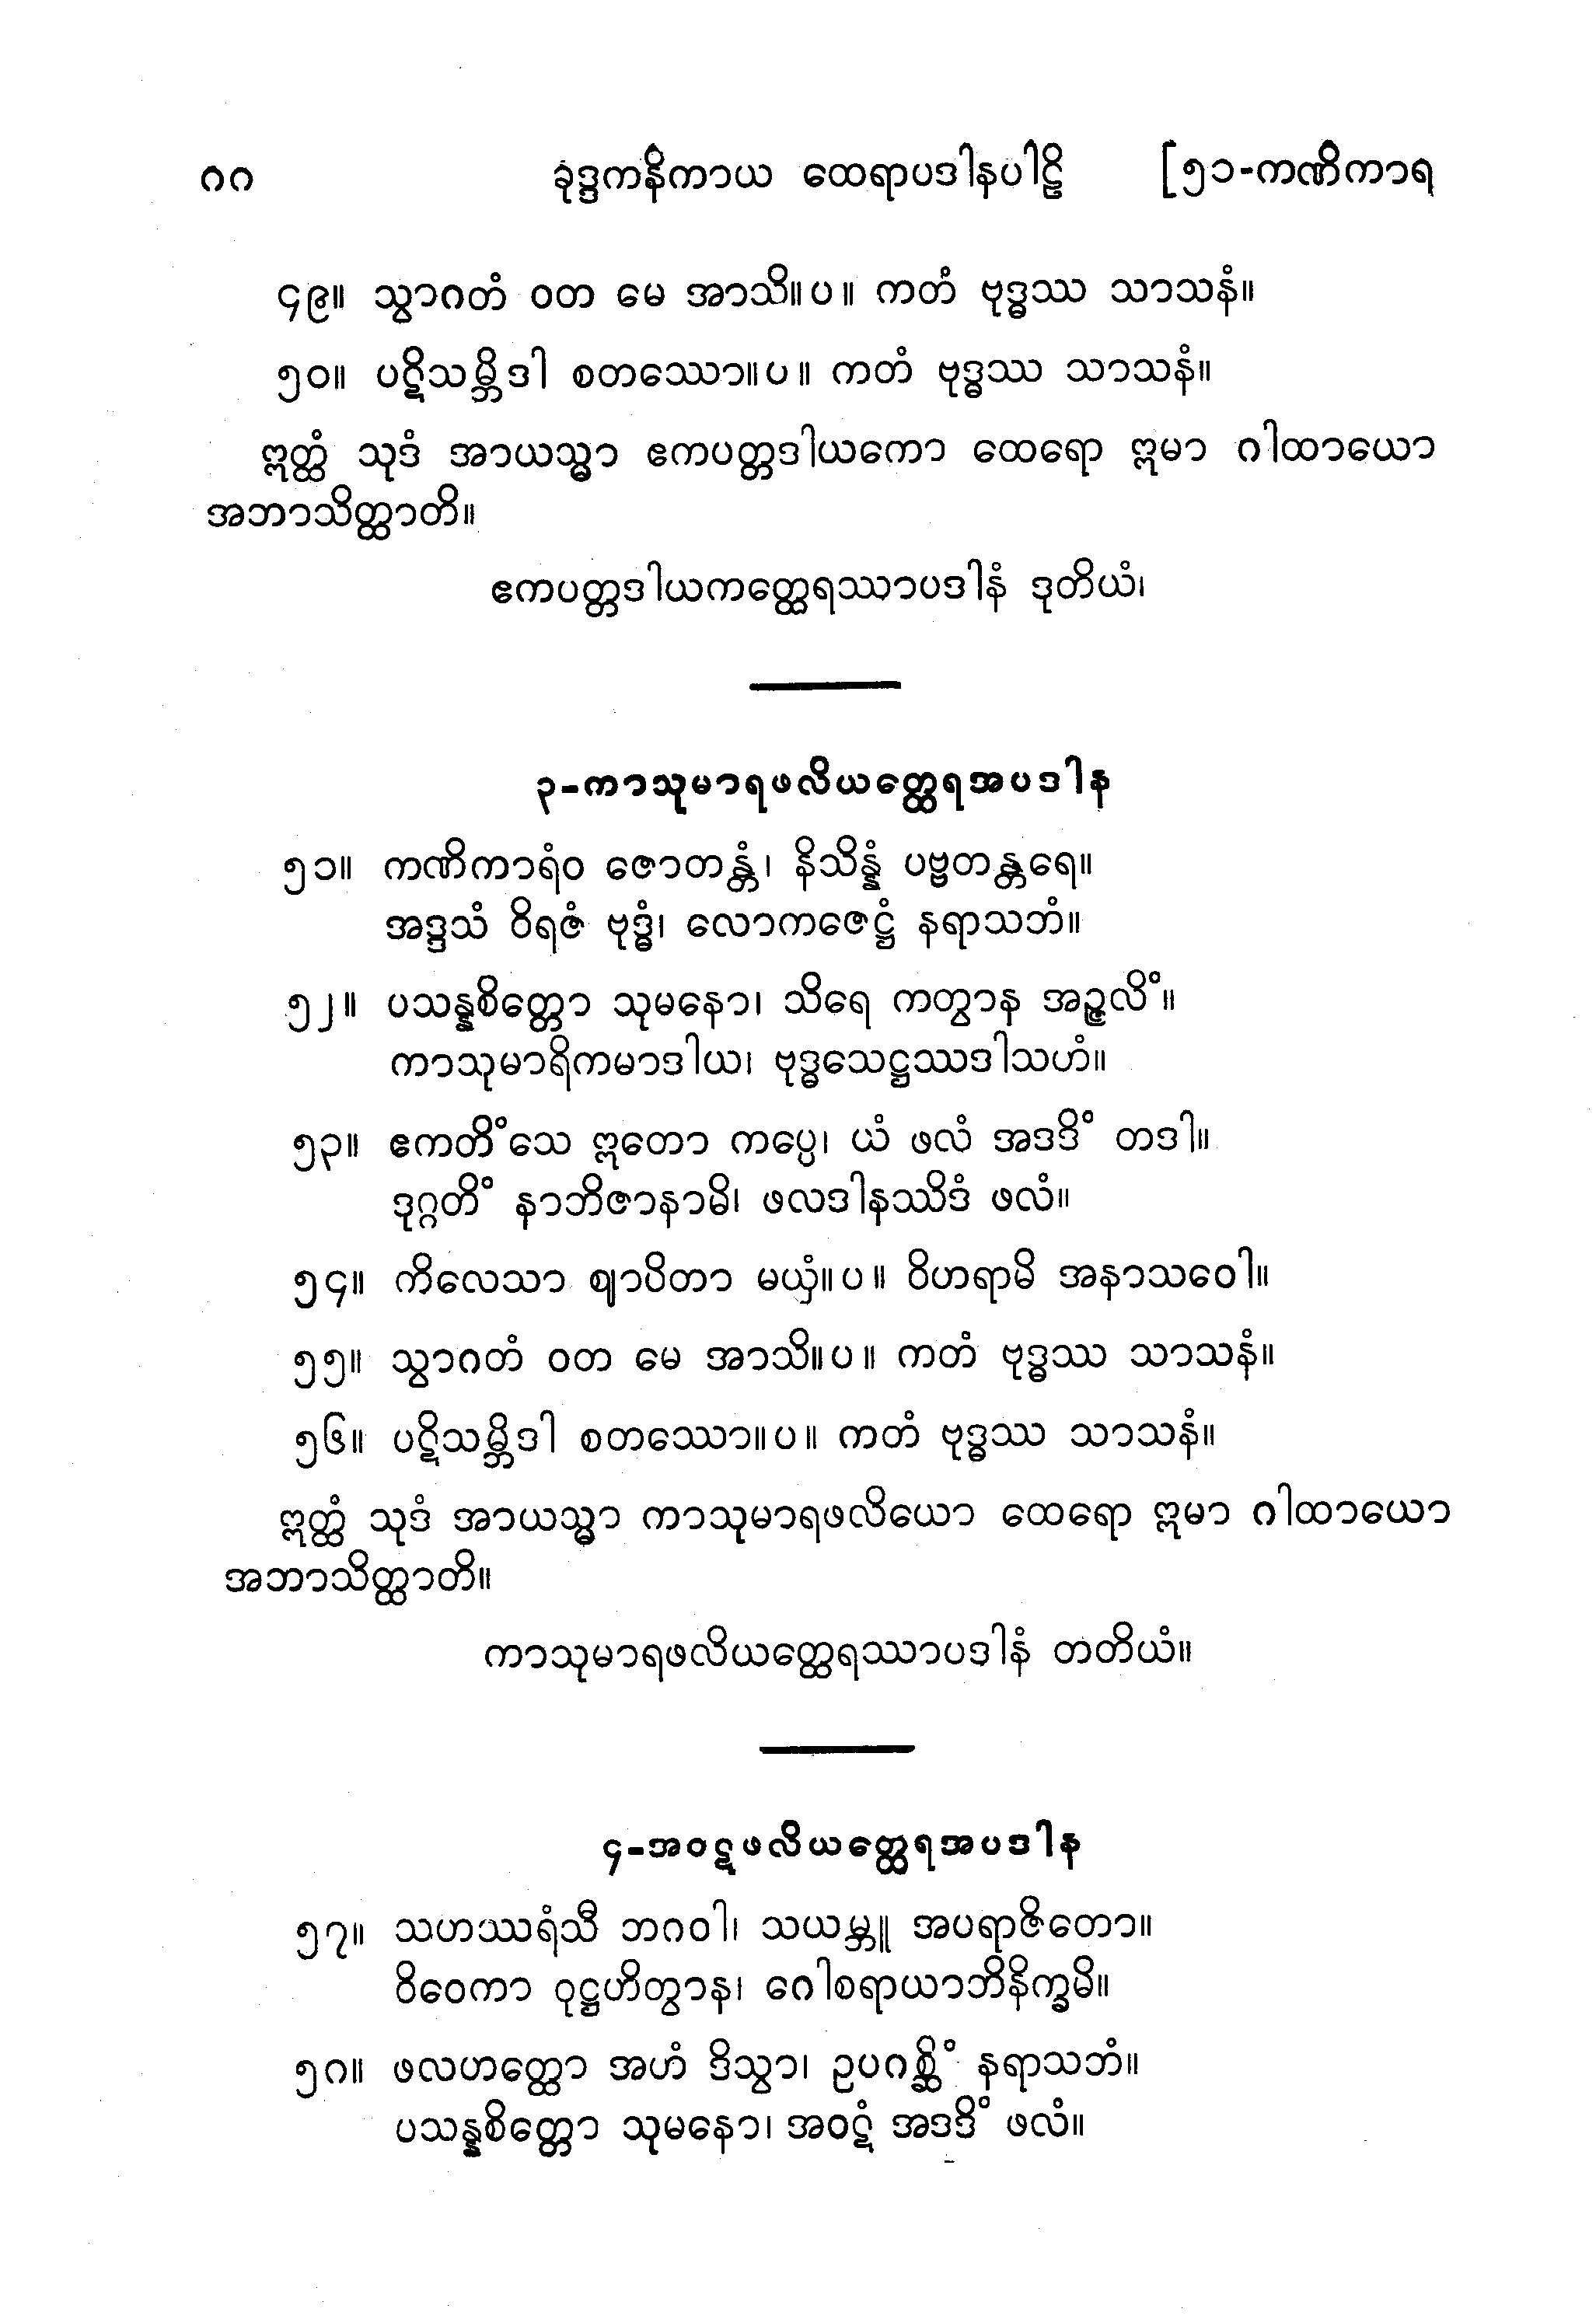 ၈၈ ခုဒ္ဒကနိကာယ ထေရာပဒါနပါဠိ [၅၁-ကဏိကာရ
၄၉။ သွာဂတံ ဝတ မေ အာသိ။ပ။ ကတံ ဗုဒ္ဓဿ သာသနံ။
၅၀။ ပဋိသမ္ဘိဒါ စတဿော။ပ။ ကတံ ဗုဒ္ဓဿ သာသနံ။
ဣတ္ထံ သုဒံ အာယသ္မာ ဧကပတ္တဒါယကော ထေရော ဣမာ ဂါထာယော
အဘာသိတ္ထာတိ။
ဧကပတ္တဒါယကတ္ထေရဿာပဒါနံ ဒုတိယံ၊
၃-ကာသုမာရဖလိယတ္ထေရအပဒါန
၅၁။ ကဏိကာရံဝ ဇောတန္တံ၊ နိသိန္နံ ပဗ္ဗတန္တရေ။
အဒ္ဒသံ ဝိရဇံ ဗုဒ္ဓံ၊ လောကဇေဋ္ဌံ နရာသဘံ။
၅၂။ ပသန္နစိတ္တော သုမနော၊ သိရေ ကတွာန အဉ္ဇလိံ။
ကာသုမာရိကမာဒါယ၊ ဗုဒ္ဓသေဋ္ဌဿဒါသဟံ။
၅၃။ ဧကတိံသေ ဣတော ကပ္ပေ၊ ယံ ဖလံ အဒဒိံ တဒါ။
ဒုဂ္ဂတိံ နာဘိဇာနာမိ၊ ဖလဒါနဿိဒံ ဖလံ။
၅၄။ ကိလေသာ ဈာပိတာ မယှံ။ပ။ ဝိဟရာမိ အနာသဝေါ။
၅၅။ သွာဂတံ ဝတ မေ အာသိ။ပ။ ကတံ ဗုဒ္ဓဿ သာသနံ။
၅၆။ ပဋိသမ္ဘိဒါ စတဿော။ပ။ ကတံ ဗုဒ္ဓဿ သာသနံ။
ဣတ္ထံ သုဒံ အာယသ္မာ ကာသုမာရဖလိယော ထေရော ဣမာ ဂါထာယော
အဘာသိတ္ထာတိ။
ကာသုမာရဖလိယတ္ထေရဿာပဒါနံ တတိယံ။
၄-အဝဋဖလိယတ္ထေရအပဒါန
၅၇။ သဟဿရံသီ ဘဂဝါ၊ သယမ္ဘူ အပရာဇိတော။
ဝိဝေကာ ဝုဋ္ဌဟိတွာန၊ ဂေါစရာယာဘိနိက္ခမိ။
၅၈။ ဖလဟတ္ထော အဟံ ဒိသွာ၊ ဥပဂစ္ဆိံ နရာသဘံ။
ပသန္နစိတ္တော သုမနော၊ အဝဋံ အဒဒိံ ဖလံ။